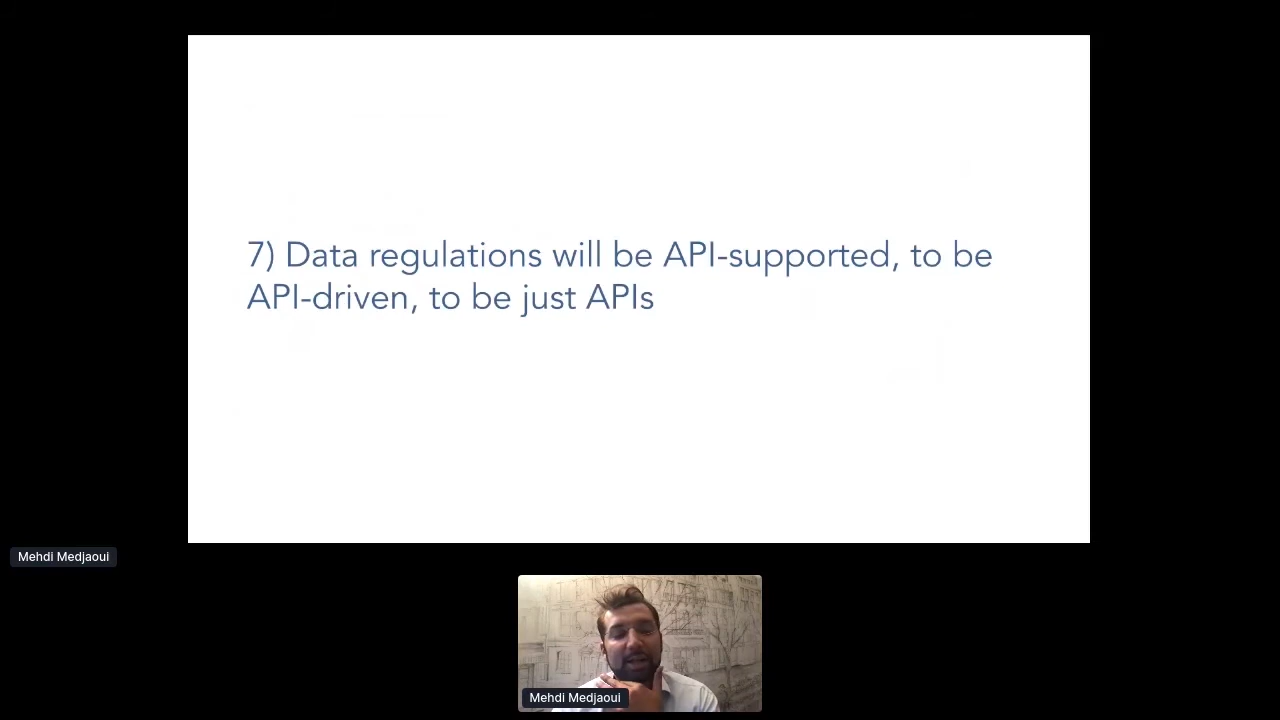 7) Data regulations will be API-supported, to be
API-driven, to be just APIs
Mehdi Medjaoui
Mehdi Medjaoui